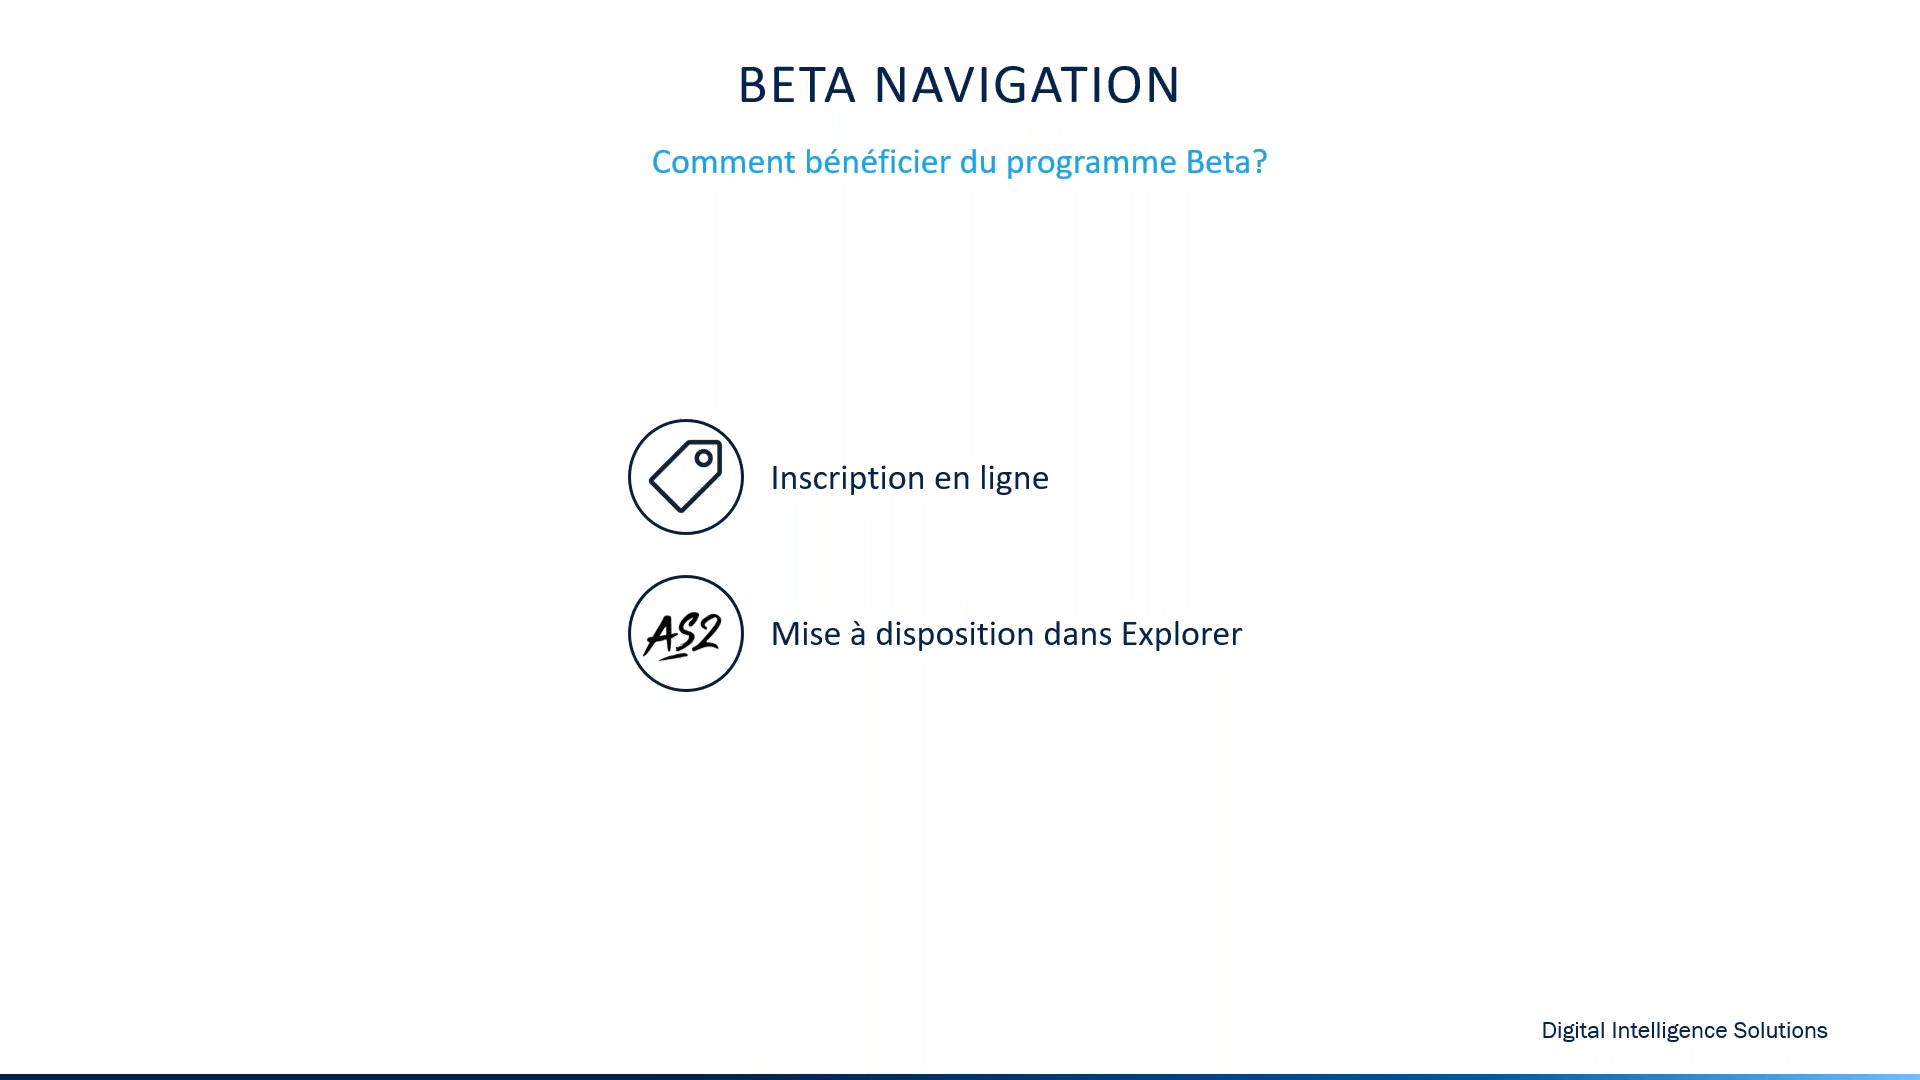 BETA NAVIGATION
Comment bénéficier du programme Beta?
Inscription en ligne
AS2
Mise à disposition dans Explorer
Digital Intelligence Solutions